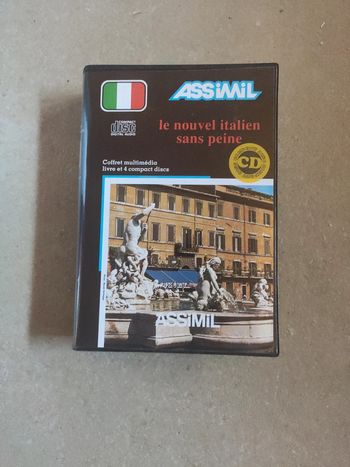 ASSiMiL
COMPACT
disc
DIGITAL AUDIO
le nouvel italien
sans peine
Coffret multimédia
livre et 4 compact discs
CD
ASSiMiL